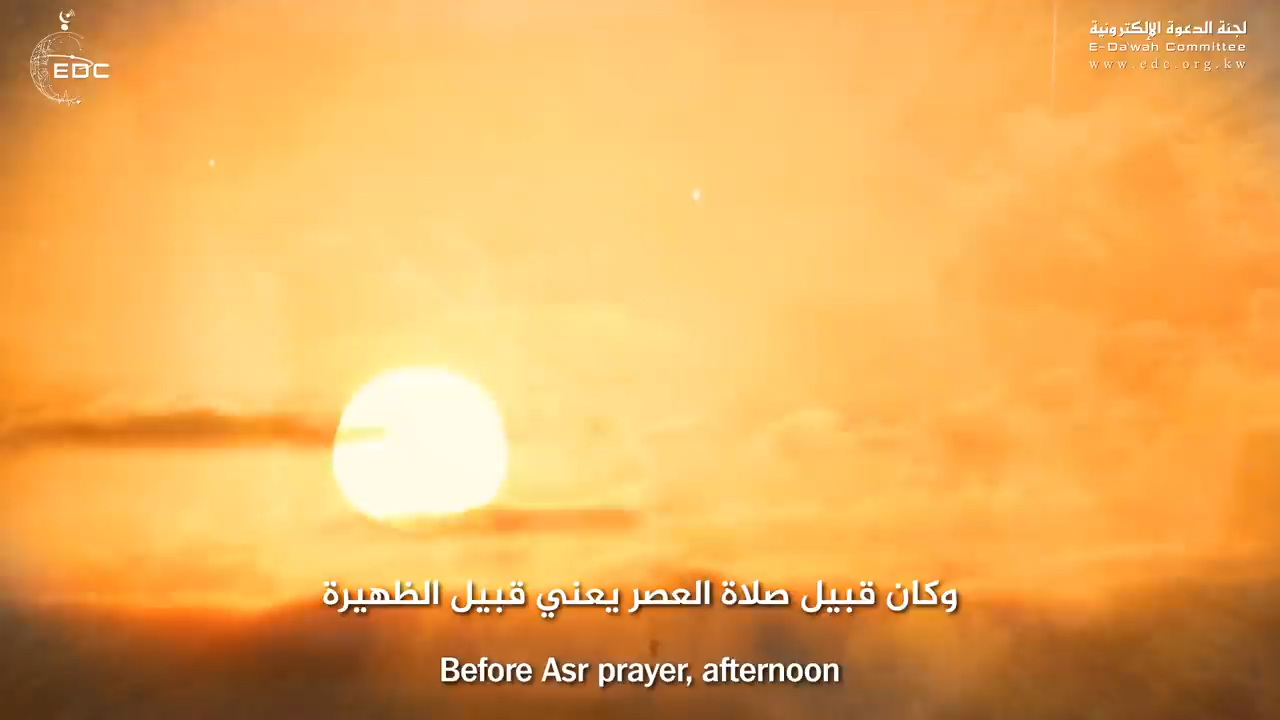 EDC
لجنة الدعوة الإلكترونية
E-Da'wah Committee
www.edc.org.kw
وكان قبيل صلاة العصر يعني قبيل الظهيرة
Before Asr prayer, afternoon